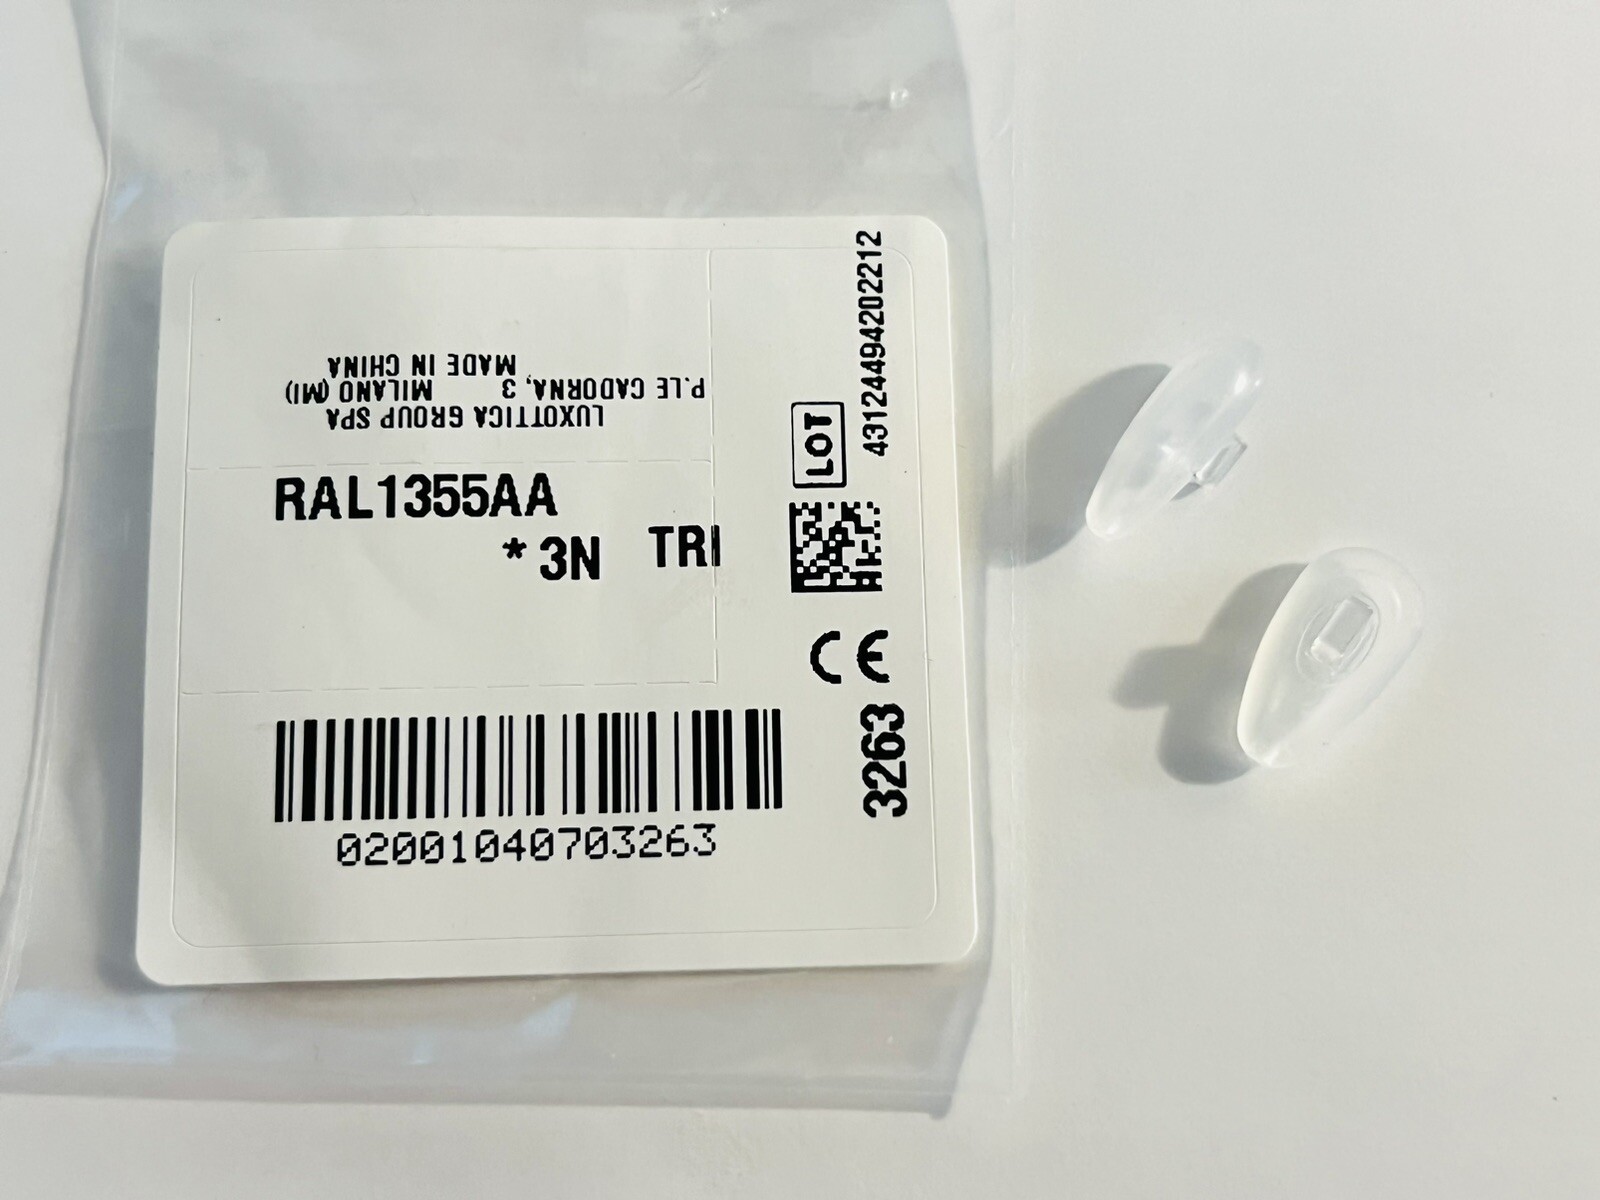 LUXOTTICA GROUP SPA
P.LE CADORNA, 3 MILANO (MI)
MADE IN CHINA
RAL1355AA
*3N TRI
02001040703263
LOT
43124494202212
CE
3263